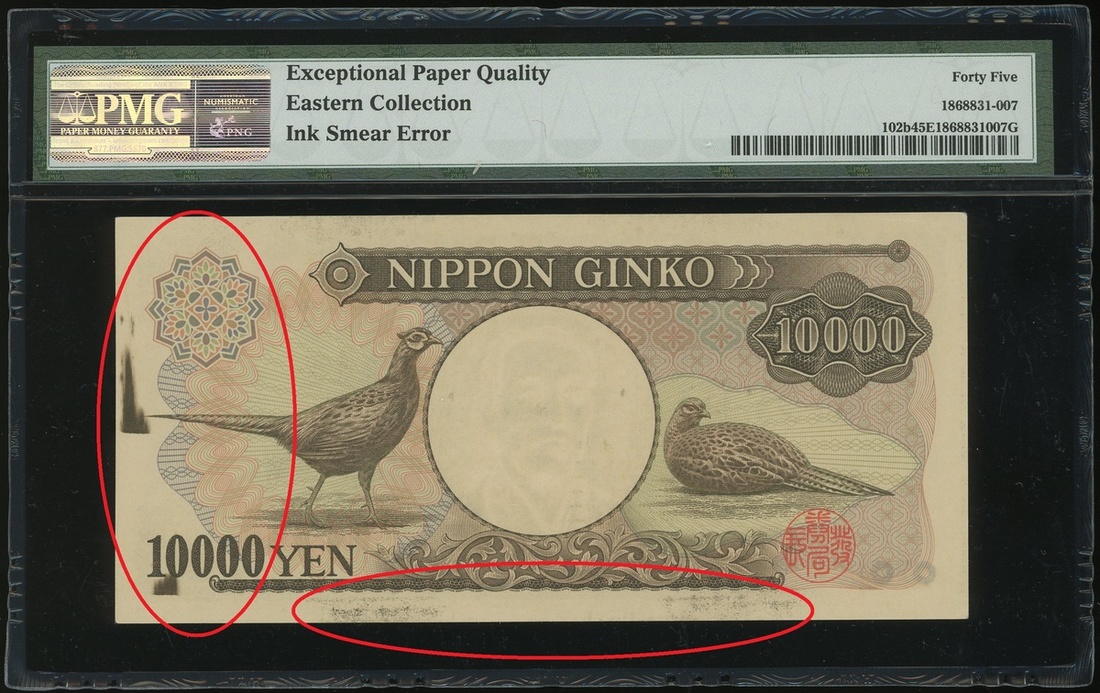 PMG
PAPER MONEY GUARANTY
NUMISMATIC
PNG
Exceptional Paper Quality
Eastern Collection
Ink Smear Error
Forty Five
1868831-007
102b45E1868831007G
NIPPON GINKO
10000
10000 YEN